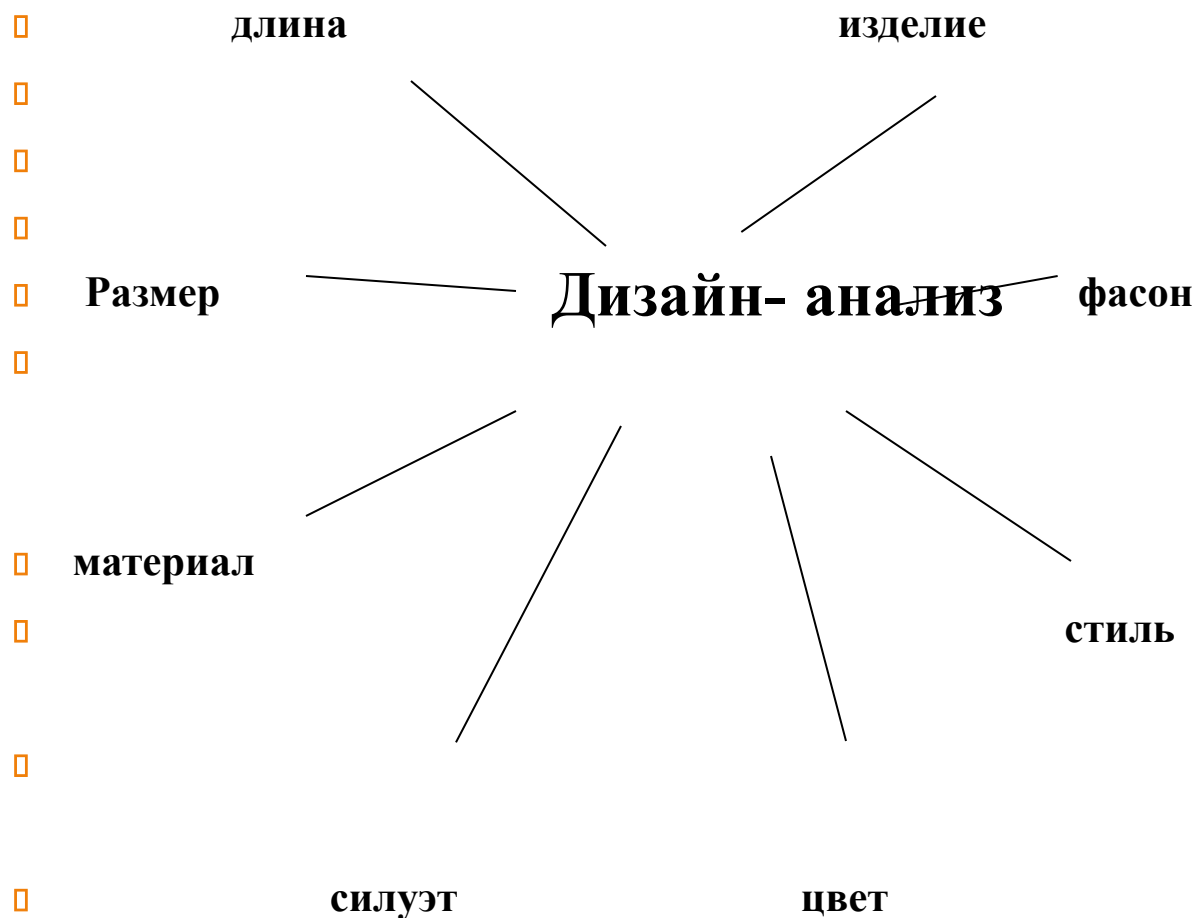 длина изделие
Размер Дизайн- анализ фасон
материал
стиль
силуэт цвет